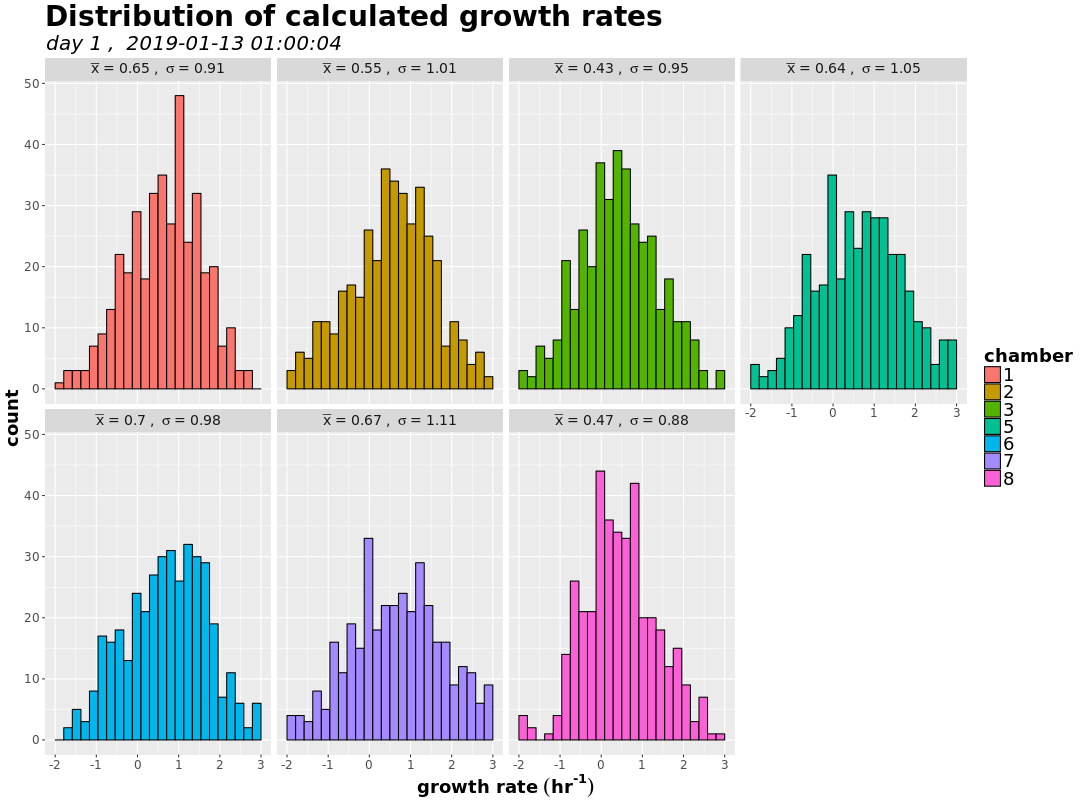 Distribution of calculated growth rates
day 1 ,  2019-01-13 01:00:04
x̅ = 0.65 ,  σ = 0.91
x̅ = 0.55 ,  σ = 1.01
x̅ = 0.43 ,  σ = 0.95
x̅ = 0.64 ,  σ = 1.05
50
40
30
20
10
0
-2 -1 0 1 2 3
x̅ = 0.7 ,  σ = 0.98
x̅ = 0.67 ,  σ = 1.11
x̅ = 0.47 ,  σ = 0.88
50
40
30
20
10
0
-2 -1 0 1 2 3
-2 -1 0 1 2 3
-2 -1 0 1 2 3
count
growth rate (hr⁻¹)
chamber
1
2
3
5
6
7
8